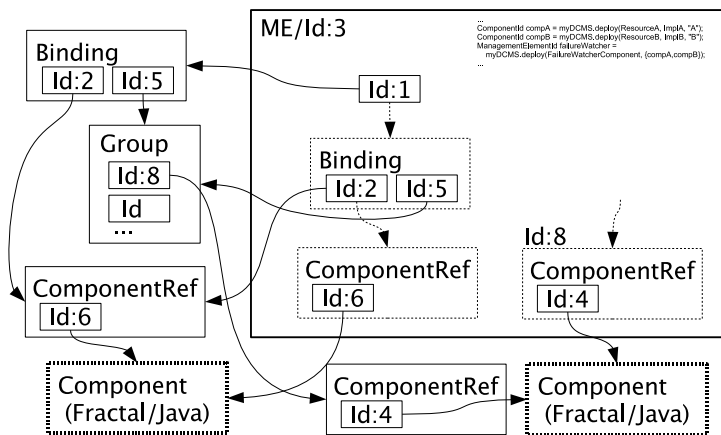 ME/Id:3
...
ComponentId compA = myDCMS.deploy(ResourceA, ImplA, "A");
ComponentId compB = myDCMS.deploy(ResourceB, ImplB, "B");
ManagementElementId failureWatcher =
myDCMS.deploy(FailureWatcherComponent, {compA,compB});
...
Binding
Id:2 Id:5
Id:1
Group
Id:8
Id
...
Binding
Id:2 Id:5
Id:8
ComponentRef
Id:6
ComponentRef
Id:6
ComponentRef
Id:4
Component
(Fractal/Java)
ComponentRef
Id:4
Component
(Fractal/Java)